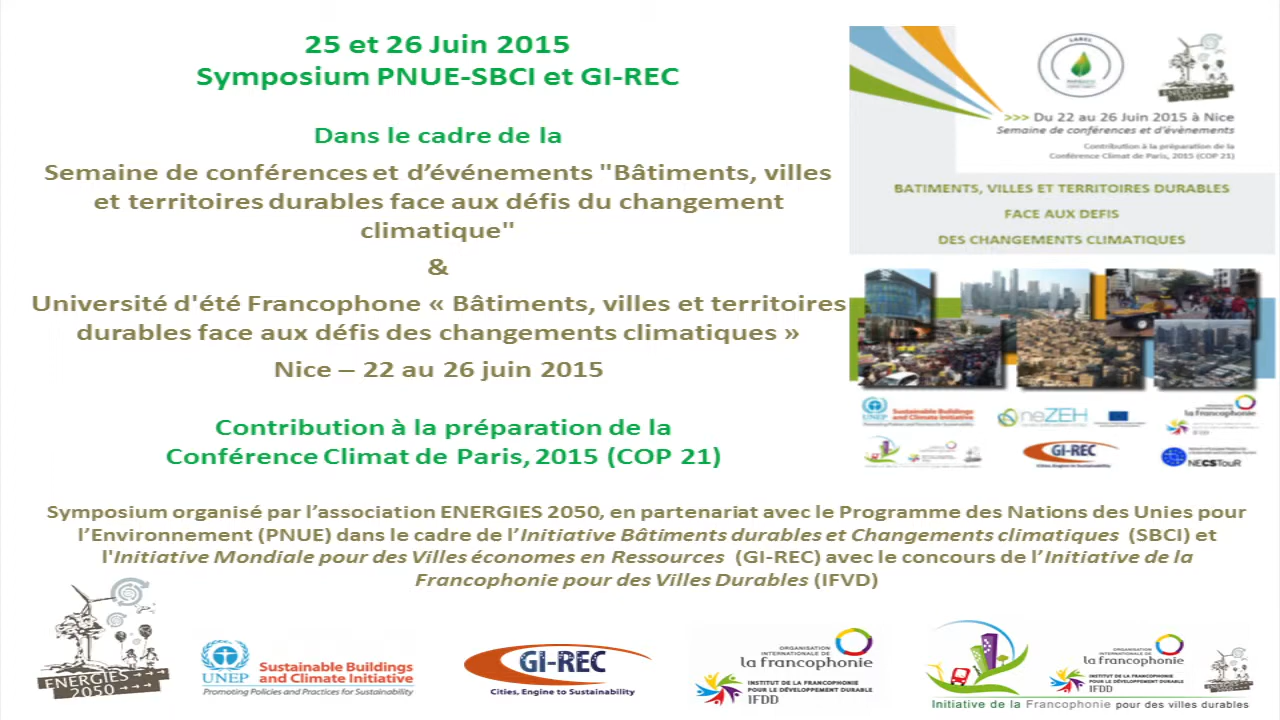 25 et 26 Juin 2015
Symposium PNUE-SBCI et GI-REC
Dans le cadre de la
Semaine de conférences et d’événements "Bâtiments, villes
et territoires durables face aux défis du changement
climatique"
&
Université d'été Francophone « Bâtiments, villes et territoires
durables face aux défis des changements climatiques »
Nice – 22 au 26 juin 2015
Contribution à la préparation de la
Conférence Climat de Paris, 2015 (COP 21)
LABEL
ENERGIES
2050
>>> Du 22 au 26 Juin 2015 à Nice
Semaine de conférences et d'évènements
Contribution à la préparation de la
Conférence Climat de Paris, 2015 (COP 21)
BATIMENTS, VILLES ET TERRITOIRES DURABLES
FACE AUX DEFIS
DES CHANGEMENTS CLIMATIQUES
UNEP
Sustainable Buildings
and Climate Initiative
neZEH
la francophonie
IFDD
GI-REC
Cities, Engine to Sustainability
NECSTouR
Symposium organisé par l’association ENERGIES 2050, en partenariat avec le Programme des Nations des Unies pour
l’Environnement (PNUE) dans le cadre de l’Initiative Bâtiments durables et Changements climatiques (SBCI) et
l'Initiative Mondiale pour des Villes économes en Ressources (GI-REC) avec le concours de l’Initiative de la
Francophonie pour des Villes Durables (IFVD)
ENERGIES
2050
UNEP
Sustainable Buildings
and Climate Initiative
Promoting Policies and Practices for Sustainability
GI-REC
Cities, Engine to Sustainability
ORGANISATION
INTERNATIONALE DE
la francophonie
INSTITUT DE LA FRANCOPHONIE
POUR LE DÉVELOPPEMENT DURABLE
IFDD
ORGANISATION
INTERNATIONALE DE
la francophonie
INSTITUT DE LA FRANCOPHONIE
POUR LE DÉVELOPPEMENT DURABLE
IFDD
ENERGIES
2050
Initiative de la Francophonie pour des villes durables